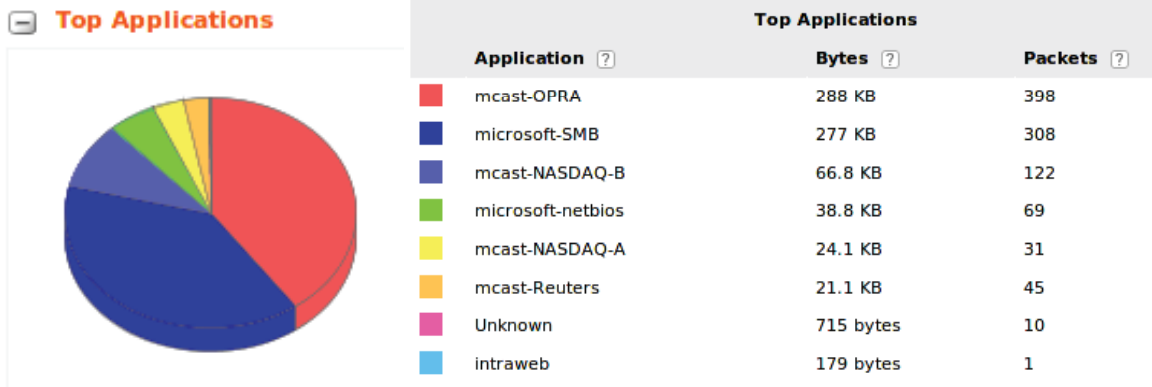 Top Applications
Top Applications
Application ? Bytes ? Packets ?
mcast-OPRA 288 KB 398
microsoft-SMB 277 KB 308
mcast-NASDAQ-B 66.8 KB 122
microsoft-netbios 38.8 KB 69
mcast-NASDAQ-A 24.1 KB 31
mcast-Reuters 21.1 KB 45
Unknown 715 bytes 10
intraweb 179 bytes 1